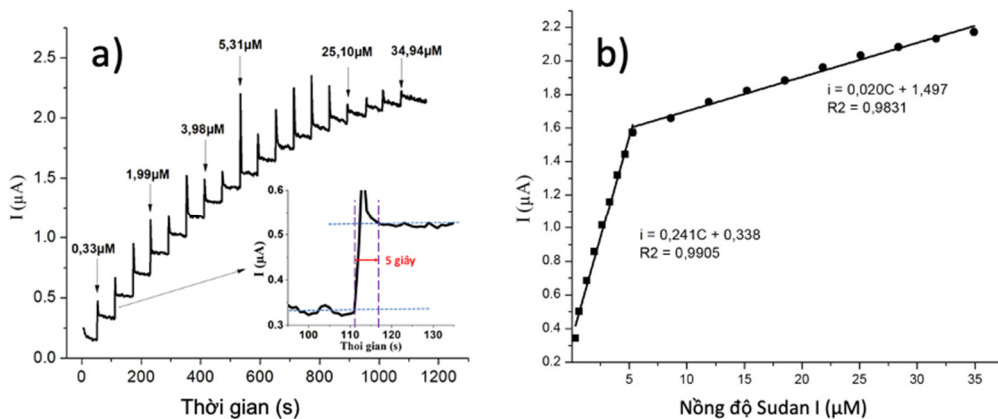 a)
I (µA)
2.5
2.0
1.5
1.0
0.5
0.0
0,33µM
1,99µM
3,98µM
5,31µM
25,10µM
34,94µM
I (µA)
0.6
0.5
0.4
0.3
5 giây
100
110
120
130
Thoi gian (s)
0
200
400
600
800
1000
1200
Thời gian (s)
b)
I (µA)
2.2
2.0
1.8
1.6
1.4
1.2
1.0
0.8
0.6
0.4
0.2
i = 0,020C + 1,497
R2 = 0,9831
i = 0,241C + 0,338
R2 = 0,9905
0
5
10
15
20
25
30
35
Nồng độ Sudan I (µM)